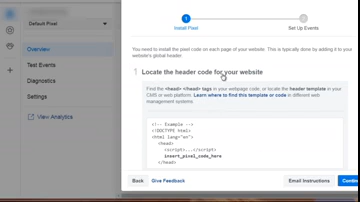 Default Pixel
Overview
Test Events
Diagnostics
Settings
View Analytics
1
2
Install Pixel
Set Up Events
You need to install the pixel code on each page of your website. This is typically done by adding it to your
website's global header.
1 Locate the header code for your website
Find the <head> </head> tags in your webpage code, or locate the header template in your
CMS or web platform. Learn where to find this template or code in different web
management systems.
<!-- Example -->
<!DOCTYPE html>
<html lang="en">
<head>
<script>...</script>
insert_pixel_code_here
</head>
Back
Give Feedback
Email Instructions
Contin